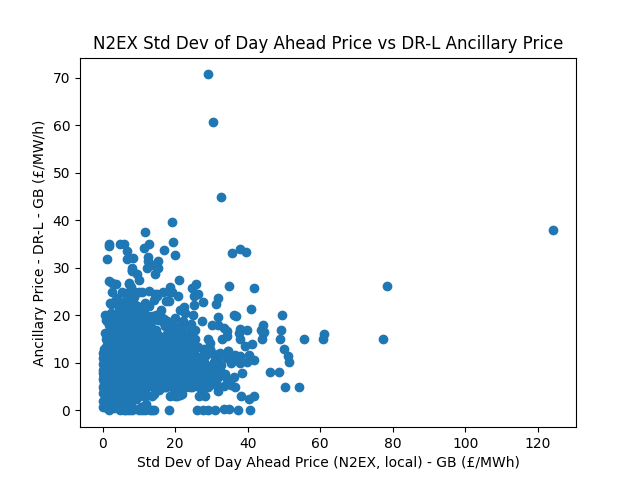 N2EX Std Dev of Day Ahead Price vs DR-L Ancillary Price
Ancillary Price - DR-L - GB (£/MW/h)
70
60
50
40
30
20
10
0
0 20 40 60 80 100 120
Std Dev of Day Ahead Price (N2EX, local) - GB (£/MWh)